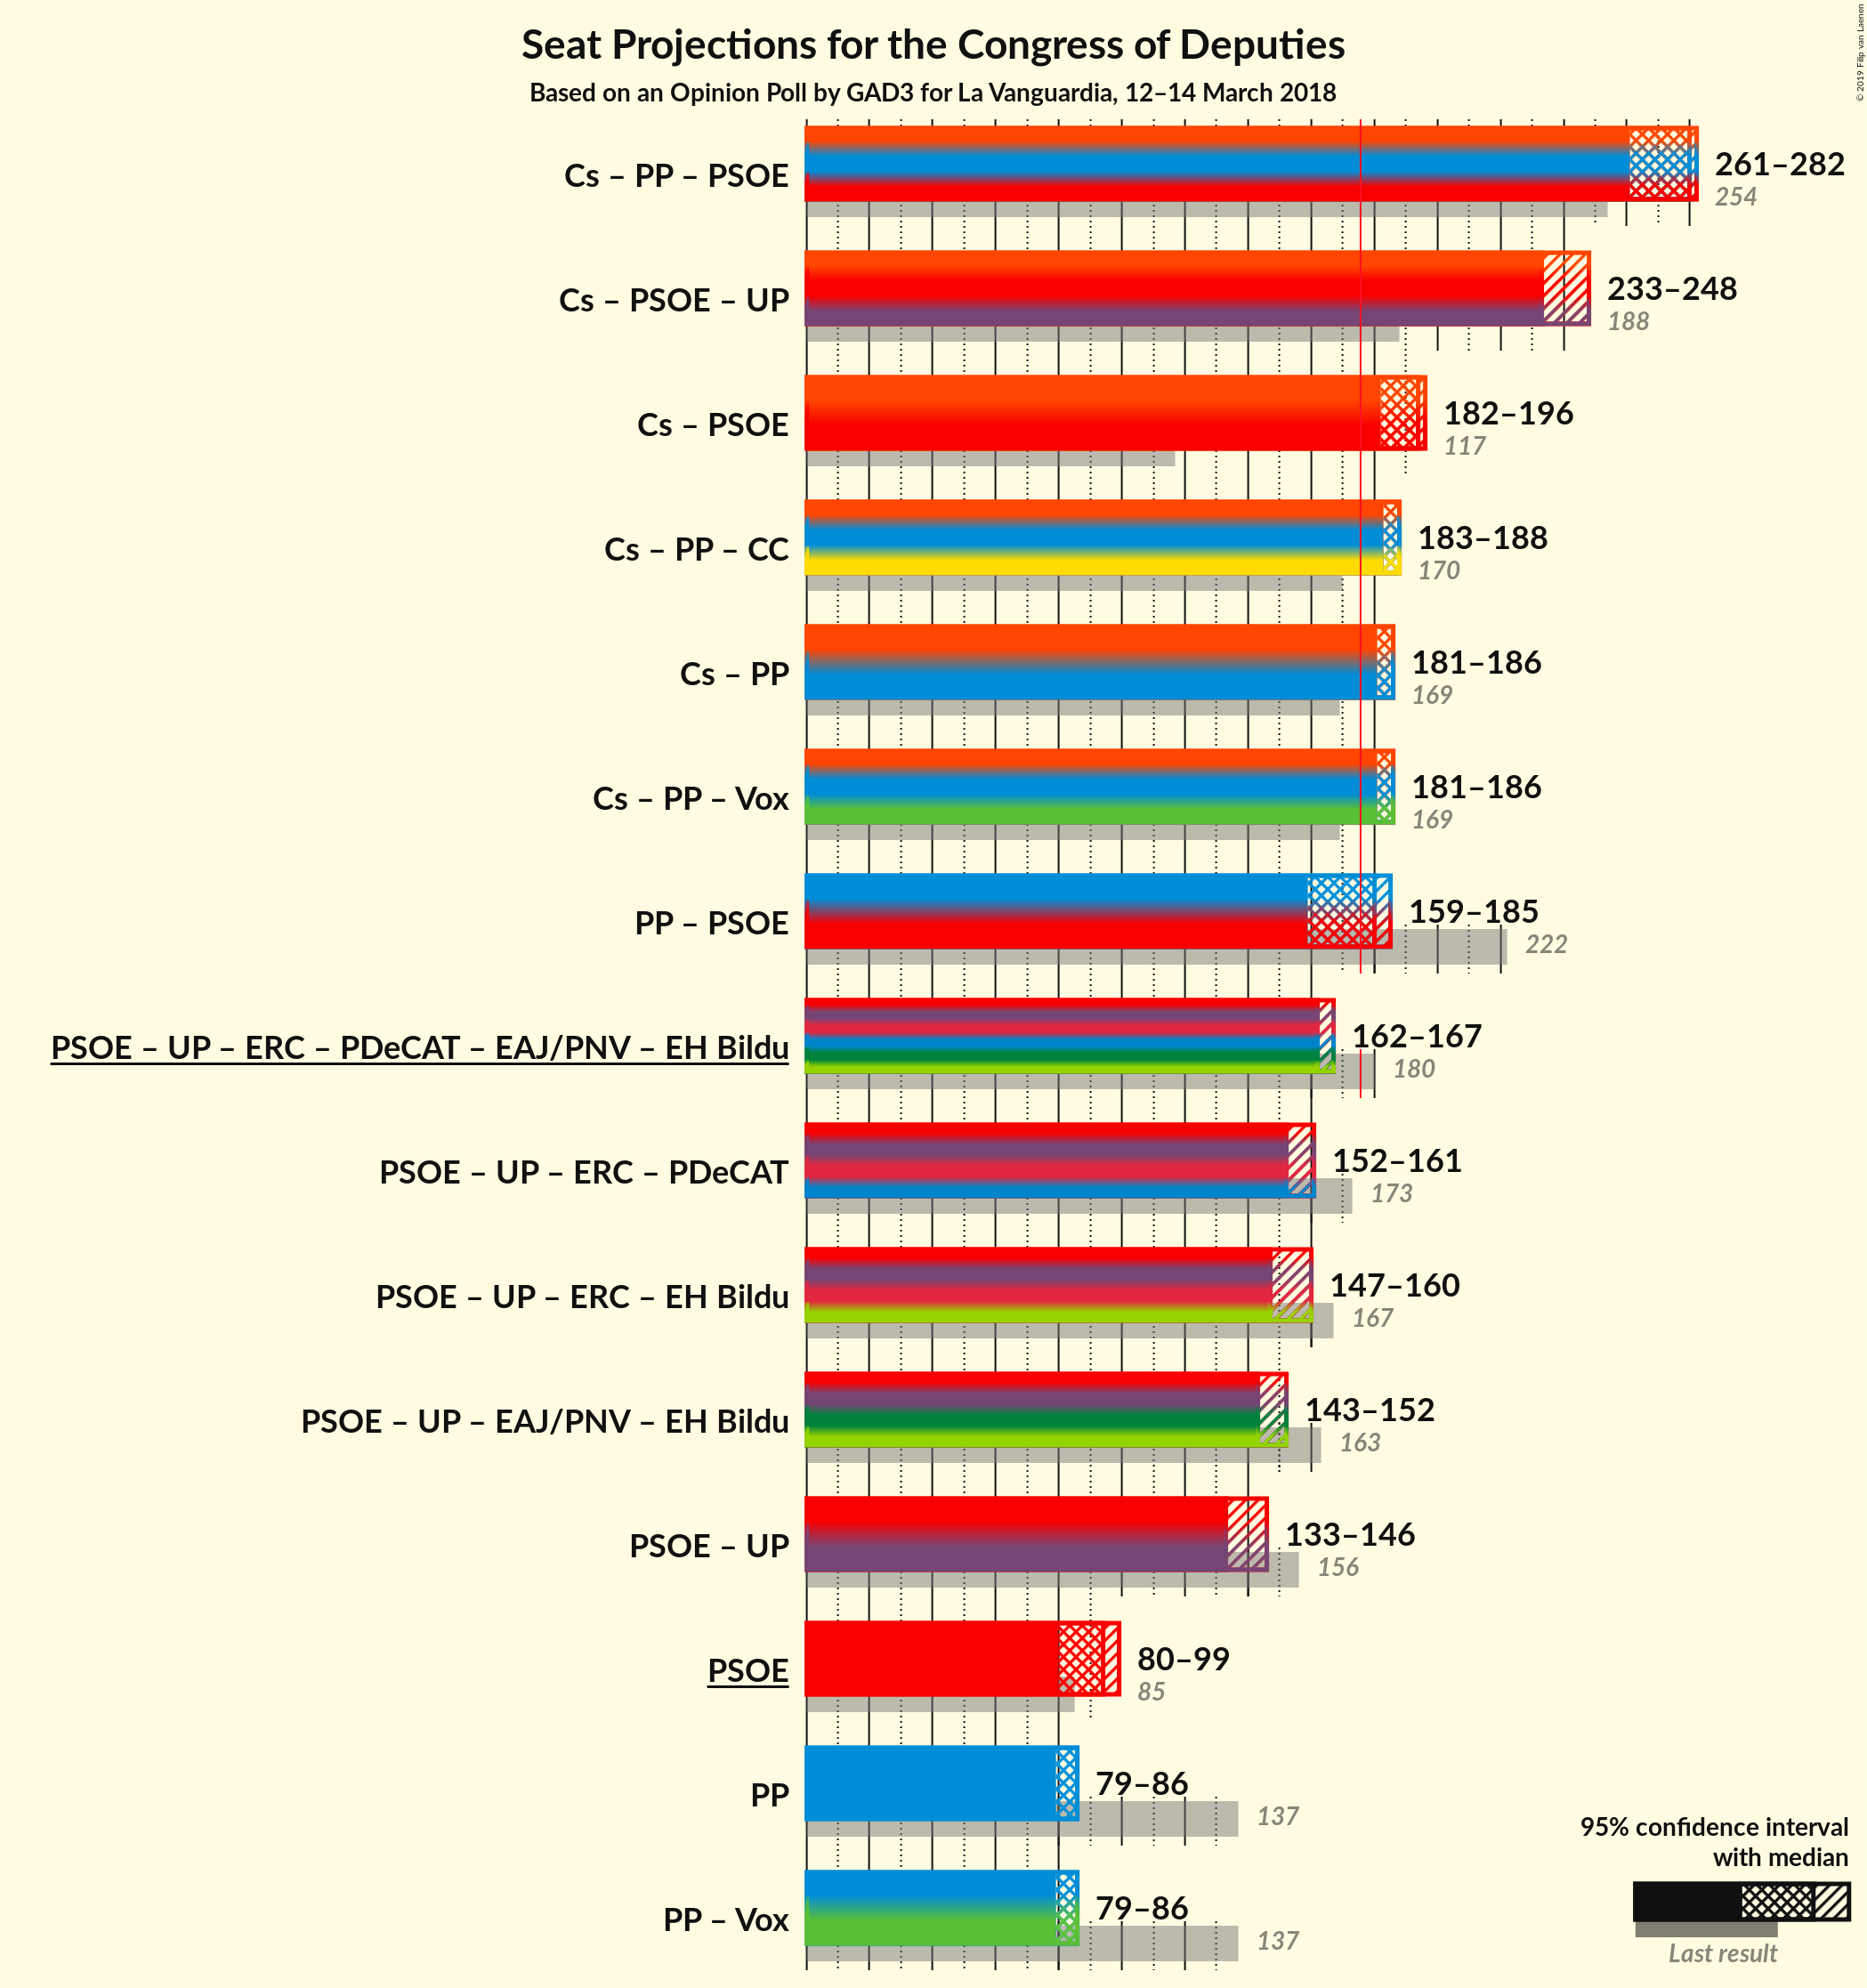 Seat Projections for the Congress of Deputies
Based on an Opinion Poll by GAD3 for La Vanguardia, 12–14 March 2018
© 2019 Filip van Laenen
Cs – PP – PSOE
261–282
254
Cs – PSOE – UP
233–248
188
Cs – PSOE
182–196
117
Cs – PP – CC
183–188
170
Cs – PP
181–186
169
Cs – PP – Vox
181–186
169
PP – PSOE
159–185
222
PSOE – UP – ERC – PDeCAT – EAJ/PNV – EH Bildu
162–167
180
PSOE – UP – ERC – PDeCAT
152–161
173
PSOE – UP – ERC – EH Bildu
147–160
167
PSOE – UP – EAJ/PNV – EH Bildu
143–152
163
PSOE – UP
133–146
156
PSOE
80–99
85
PP
79–86
137
PP – Vox
79–86
137
95% confidence interval
with median
Last result